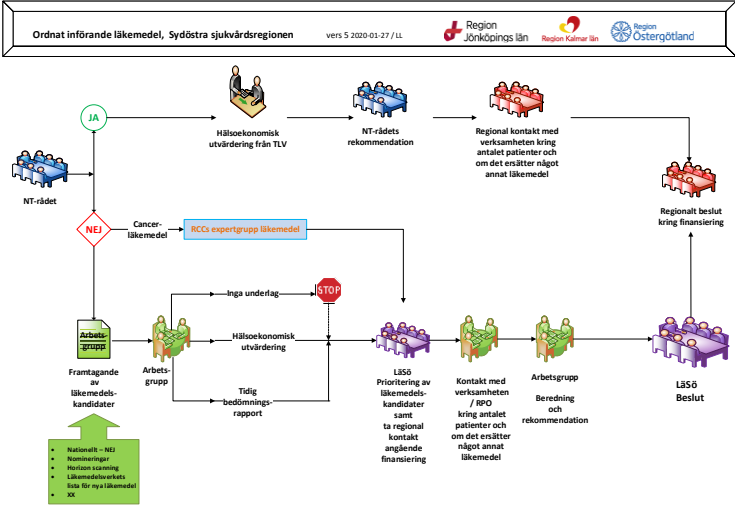 Ordnat införande läkemedel, Sydöstra sjukvårdsregionen
vers 5 2020-01-27 / LL
Region
Jönköpings län
Region Kalmar län
Region
Östergötland
JA
Hälsoekonomisk
utvärdering från TLV
NT-rådets
rekommendation
Regional kontakt med
verksamheten kring
antalet patienter och
om det ersätter något
annat läkemedel
NT-rådet
Regionalt beslut
kring finansiering
NEJ
Cancer-
läkemedel
RCCs expertgrupp läkemedel
Inga underlag
STOP
Arbets-
grupp
Hälsoekonomisk
utvärdering
Framtagande
av
läkemedels-
kandidater
Arbets-
grupp
Tidig
bedömnings-
rapport
LäSö
Prioritering av
läkemedels-
kandidater
samt
ta regional
kontakt
angående
finansiering
Kontakt med
verksamheten
/ RPO
kring antalet
patienter och
om det ersätter
något annat
läkemedel
Arbetsgrupp
Beredning
och
rekommendation
LäSö
Beslut
• Nationellt – NEJ
• Nomineringar
• Horizon scanning
• Läkemedelsverkets
lista för nya läkemedel
• XX